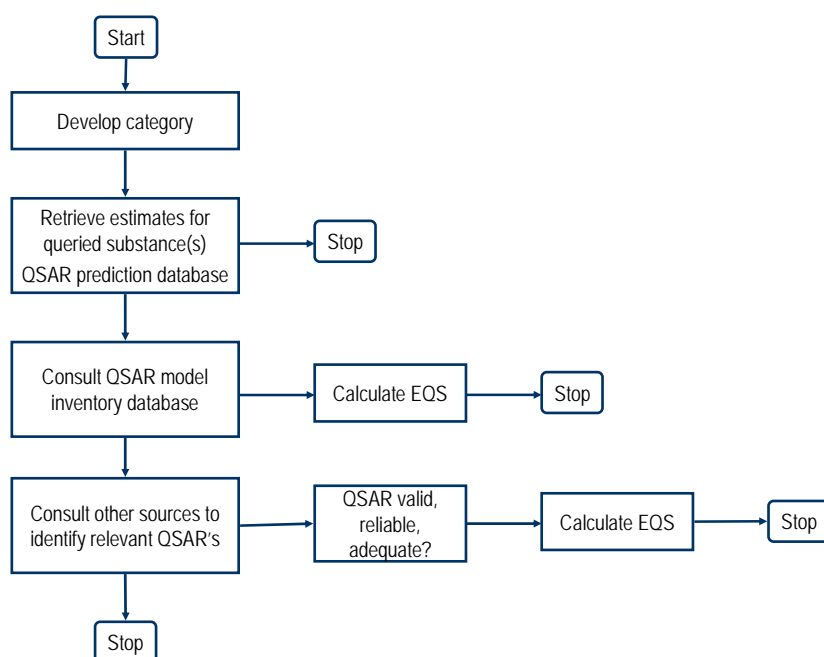 Start
Develop category
Retrieve estimates for
queried substance(s)
QSAR prediction database
Stop
Consult QSAR model
inventory database
Calculate EQS
Stop
Consult other sources to
identify relevant QSAR's
QSAR valid,
reliable,
adequate?
Calculate EQS
Stop
Stop